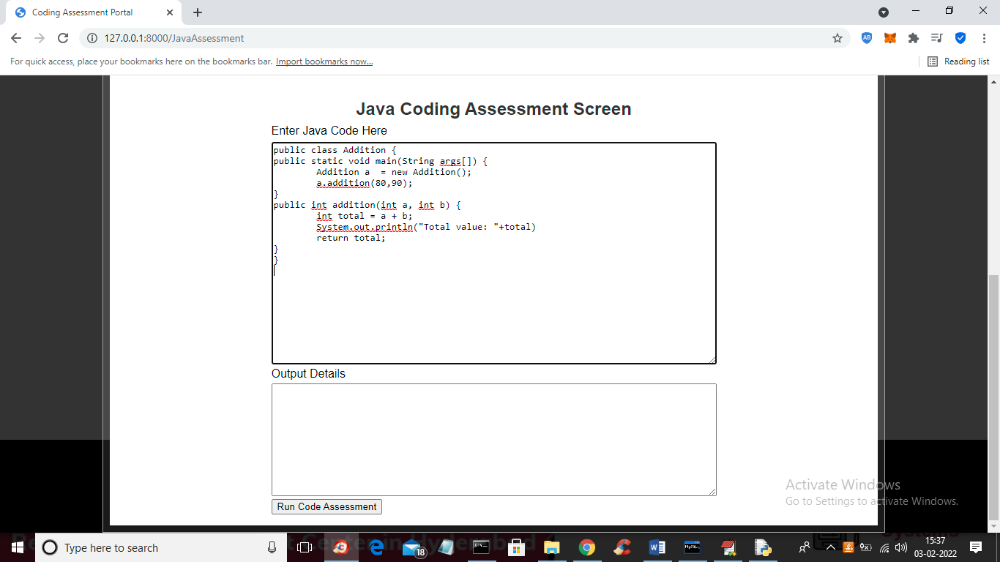 Coding Assessment Portal
127.0.0.1:8000/JavaAssessment
AB
For quick access, place your bookmarks here on the bookmarks bar. Import bookmarks now...
Reading list
Java Coding Assessment Screen
Enter Java Code Here
public class Addition {
public static void main(String args[]) {
Addition a  = new Addition();
a.addition(80,90);
}
public int addition(int a, int b) {
int total = a + b;
System.out.println("Total value: "+total)
return total;
}
}
Output Details
Run Code Assessment
Activate Windows
Go to Settings to activate Windows.
Type here to search
18
15:37
03-02-2022